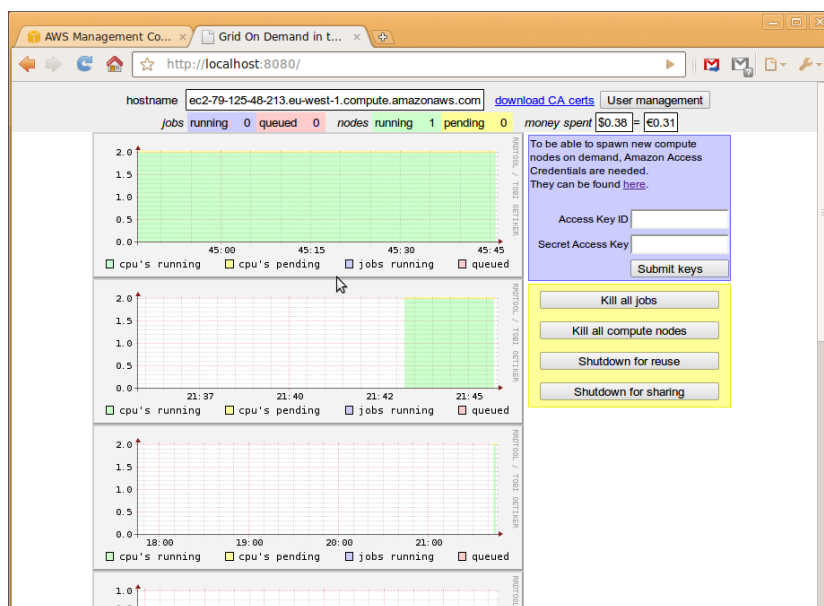 AWS Management Co... × Grid On Demand in t... ×
http://localhost:8080/
hostname ec2-79-125-48-213.eu-west-1.compute.amazonaws.com download CA certs User management
jobs running 0 queued 0 nodes running 1 pending 0 money spent $0.38 = €0.31
2.0
1.5
1.0
0.5
0.0
45:00 45:15 45:30 45:45
cpu's running cpu's pending jobs running queued
RRDTOOL / TOBI OETIKER
To be able to spawn new compute
nodes on demand, Amazon Access
Credentials are needed.
They can be found here.
Access Key ID
Secret Access Key
Submit keys
Kill all jobs
Kill all compute nodes
Shutdown for reuse
Shutdown for sharing
2.0
1.5
1.0
0.5
0.0
21:37 21:40 21:42 21:45
cpu's running cpu's pending jobs running queued
RRDTOOL / TOBI OETIKER
2.0
1.5
1.0
0.5
0.0
18:00 19:00 20:00 21:00
cpu's running cpu's pending jobs running queued
RRDTOOL / TOBI OETIKER
1.0
RRDTOOL